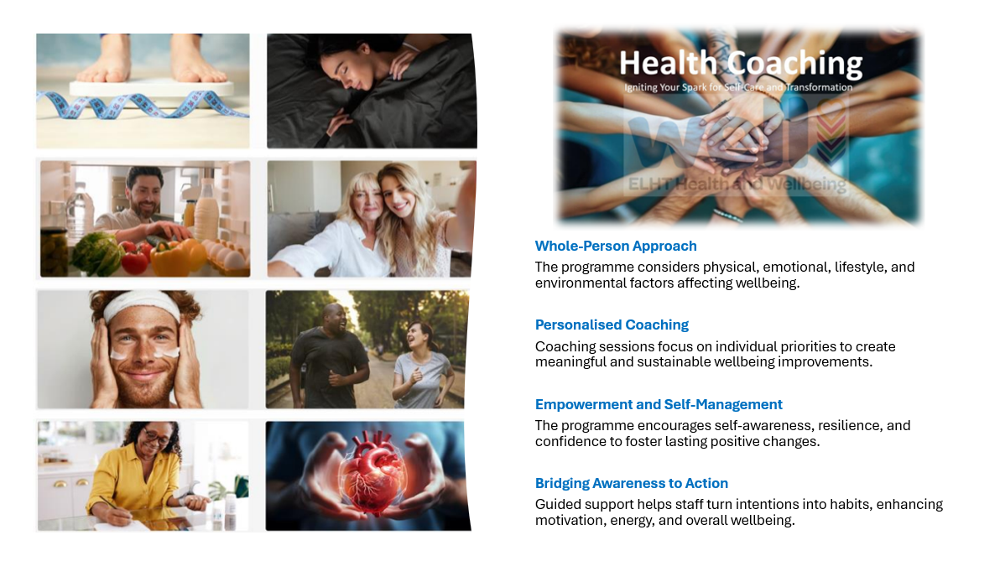 Health Coaching
Igniting Your Spark for Self-Care and Transformation
well
ELHT Health and Wellbeing
Whole-Person Approach
The programme considers physical, emotional, lifestyle, and
environmental factors affecting wellbeing.
Personalised Coaching
Coaching sessions focus on individual priorities to create
meaningful and sustainable wellbeing improvements.
Empowerment and Self-Management
The programme encourages self-awareness, resilience, and
confidence to foster lasting positive changes.
Bridging Awareness to Action
Guided support helps staff turn intentions into habits, enhancing
motivation, energy, and overall wellbeing.